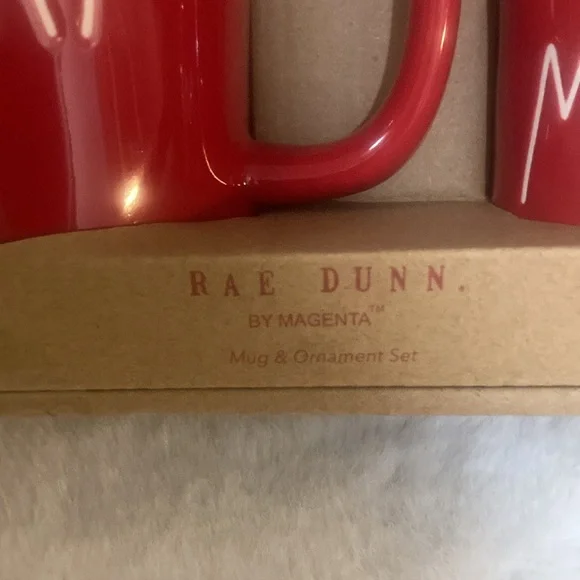 RAE DUNN.
BY MAGENTA™
Mug & Ornament Set